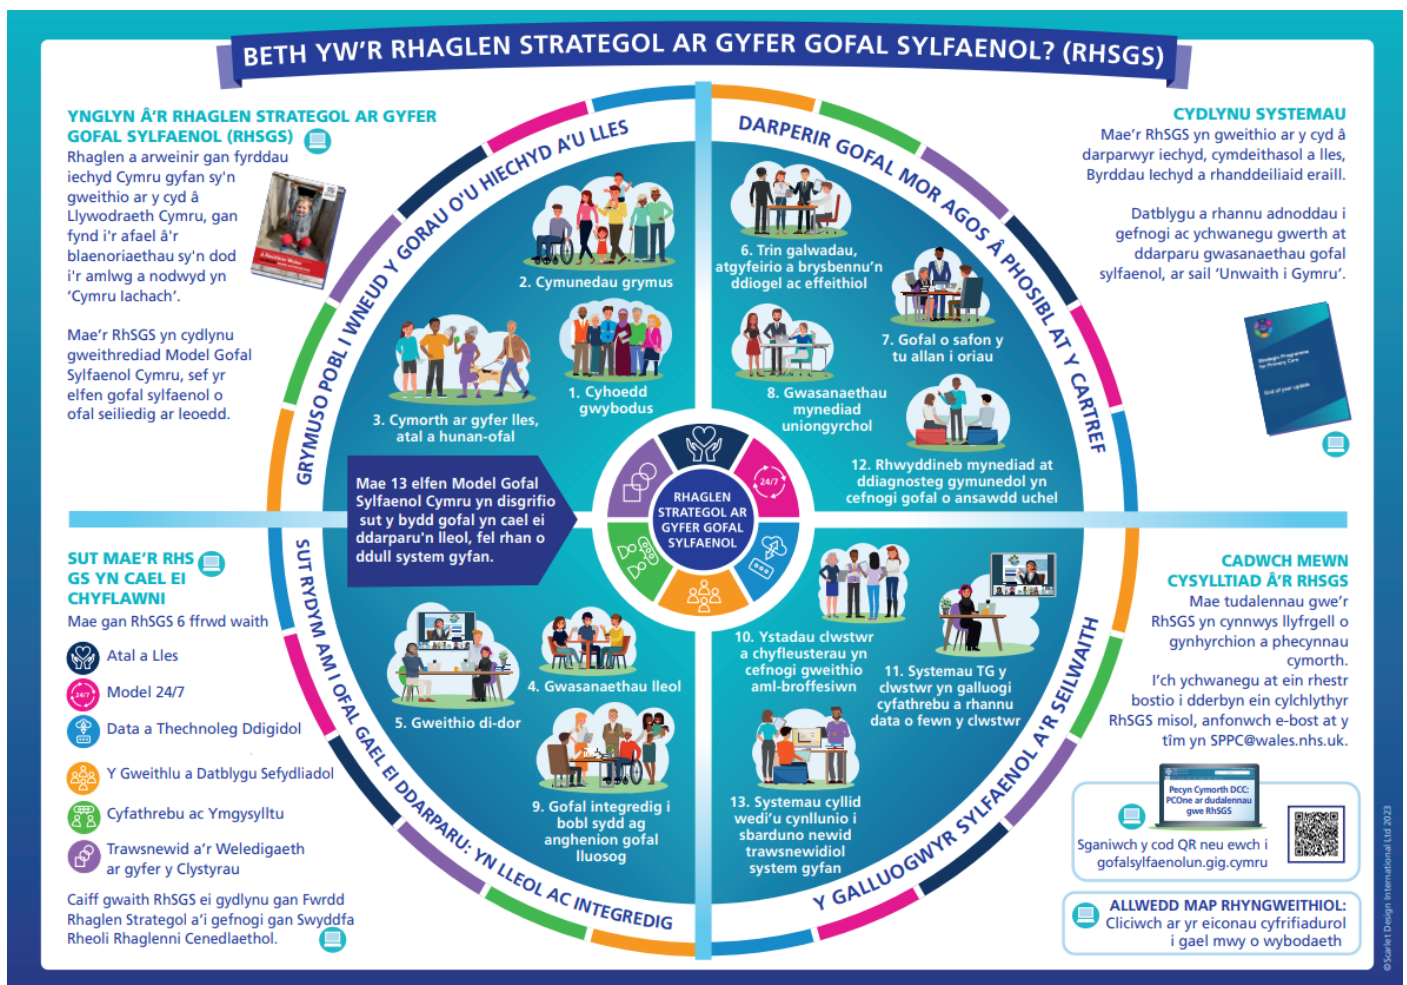 BETH YW'R RHAGLEN STRATEGOL AR GYFER GOFAL SYLFAENOL? (RHSGS)
YNGLYN Â'R RHAGLEN STRATEGOL AR GYFER
GOFAL SYLFAENOL (RHSGS)
Rhaglen a arweinir gan fyrddau
iechyd Cymru gyfan sy'n
gweithio ar y cyd â
Llywodraeth Cymru, gan
fynd i'r afael â'r
blaenoriaethau sy'n dod
i'r amlwg a nodwyd yn
'Cymru Iachach'.
Mae'r RhSGS yn cydlynu
gweithrediad Model Gofal
Sylfaenol Cymru, sef yr
elfen gofal sylfaenol o
ofal seiliedig ar leoedd.
A Healthier Wales
GRYMUSO POBL I WNEUD Y GORAU O'U HIECHYD A'U LLES
2. Cymunedau grymus
1. Cyhoedd
gwybodus
3. Cymorth ar gyfer lles,
atal a hunan-ofal
DARPERIR GOFAL MOR AGOS Â PHOSIBL AT Y CARTREF
6. Trin galwadau,
atgyfeirio a brysbennu'n
ddiogel ac effeithiol
7. Gofal o safon y
tu allan i oriau
8. Gwasanaethau
mynediad
uniongyrchol
12. Rhwyddineb mynediad at
ddiagnosteg gymunedol yn
cefnogi gofal o ansawdd uchel
CYDLYNU SYSTEMAU
Mae'r RhSGS yn gweithio ar y cyd â
darparwyr iechyd, cymdeithasol a lles,
Byrddau Iechyd a rhanddeiliaid eraill.
Datblygu a rhannu adnoddau i
gefnogi ac ychwanegu gwerth at
ddarparu gwasanaethau gofal
sylfaenol, ar sail 'Unwaith i Gymru'.
Strategic Programme
for Primary Care
End of year update
Mae 13 elfen Model Gofal
Sylfaenol Cymru yn disgrifio
sut y bydd gofal yn cael ei
ddarparu'n lleol, fel rhan o
ddull system gyfan.
24/7
RHAGLEN
STRATEGOL AR
GYFER GOFAL
SYLFAENOL
SUT MAE'R RHS
GS YN CAEL EI
CHYFLAWNI
Mae gan RhSGS 6 ffrwd waith
Atal a Lles
24/7
Model 24/7
Data a Thechnoleg Ddigidol
Y Gweithlu a Datblygu Sefydliadol
Cyfathrebu ac Ymgysylltu
Trawsnewid a'r Weledigaeth
ar gyfer y Clystyrau
Caiff gwaith RhSGS ei gydlynu gan Fwrdd
Rhaglen Strategol a'i gefnogi gan Swyddfa
Rheoli Rhaglenni Cenedlaethol.
SUT RYDYM AM I OFAL GAEL EI DDARPARU: YN LLEOL AC INTEGREDIG
4. Gwasanaethau lleol
5. Gweithio di-dor
9. Gofal integredig i
bobl sydd ag
anghenion gofal
lluosog
Y GALLUOGWYR SYLFAENOL A'R SEILWAITH
10. Ystadau clwstwr
a chyfleusterau yn
cefnogi gweithio
aml-broffesiwn
11. Systemau TG y
clwstwr yn galluogi
cyfathrebu a rhannu
data o fewn y clwstwr
13. Systemau cyllid
wedi'u cynllunio i
sbarduno newid
trawsnewidiol
system gyfan
CADWCH MEWN
CYSYLLTIAD Â'R RHSGS
Mae tudalennau gwe'r
RhSGS yn cynnwys llyfrgell o
gynhyrchion a phecynnau
cymorth.
I'ch ychwanegu at ein rhestr
bostio i dderbyn ein cylchlythyr
RhSGS misol, anfonwch e-bost at y
tîm yn SPPC@wales.nhs.uk.
Pecyn Cymorth DCC:
PCOne ar dudalennau
gwe RhSGS
Sganiwch y cod QR neu ewch i
gofalsylfaenolun.gig.cymru
ALLWEDD MAP RHYNGWEITHIOL:
Cliciwch ar yr eiconau cyfrifiadurol
i gael mwy o wybodaeth
©Scarlet Design International Ltd 2023